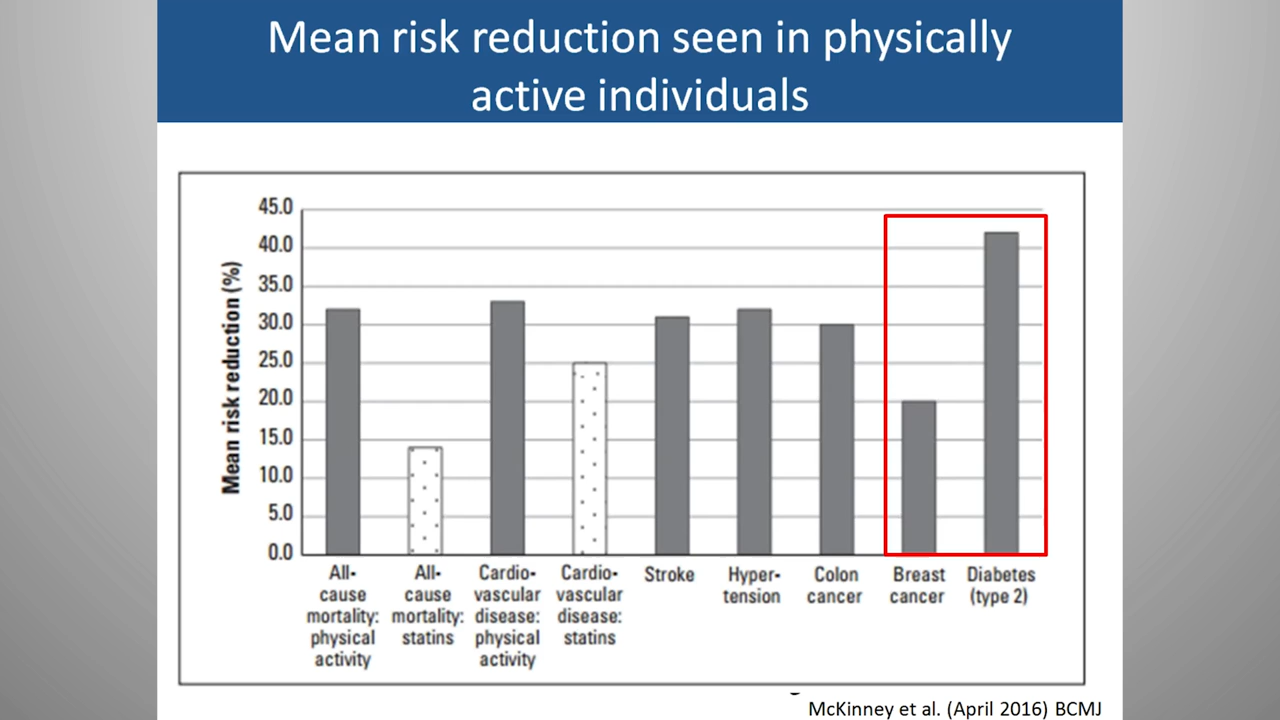 Mean risk reduction seen in physically
active individuals
Mean risk reduction (%)
45.0
40.0
35.0
30.0
25.0
20.0
15.0
10.0
5.0
0.0
All-
cause
mortality:
physical
activity
All-
cause
mortality:
statins
Cardio-
vascular
disease:
physical
activity
Cardio-
vascular
disease:
statins
Stroke
Hyper-
tension
Colon
cancer
Breast
cancer
Diabetes
(type 2)
McKinney et al. (April 2016) BCMJ